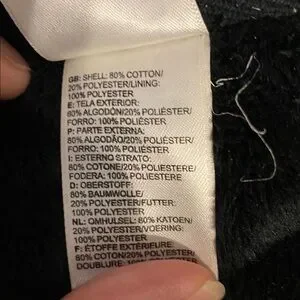 GB: SHELL: 80% COTTON/
20% POLYESTER/LINING:
100% POLYESTER
E: TELA EXTERIOR:
80% ALGODÓN/20% POLIÉSTER/
FORRO: 100% POLIÉSTER
P: PARTE EXTERNA:
80% ALGODÃO/20% POLIÉSTER/
FORRO: 100% POLIÉSTER
I: ESTERNO STRATO:
80% COTONE/20% POLIESTERE/
FODERA: 100% POLIESTERE
D: OBERSTOFF:
80% BAUMWOLLE/
20% POLYESTER/FUTTER:
100% POLYESTER
NL: OMHULSEL: 80% KATOEN/
20% POLYESTER/VOERING:
100% POLYESTER
F: ÉTOFFE EXTÉRIEURE:
80% COTON/20% POLYESTER/
DOUBLURE: 100% POLYESTER